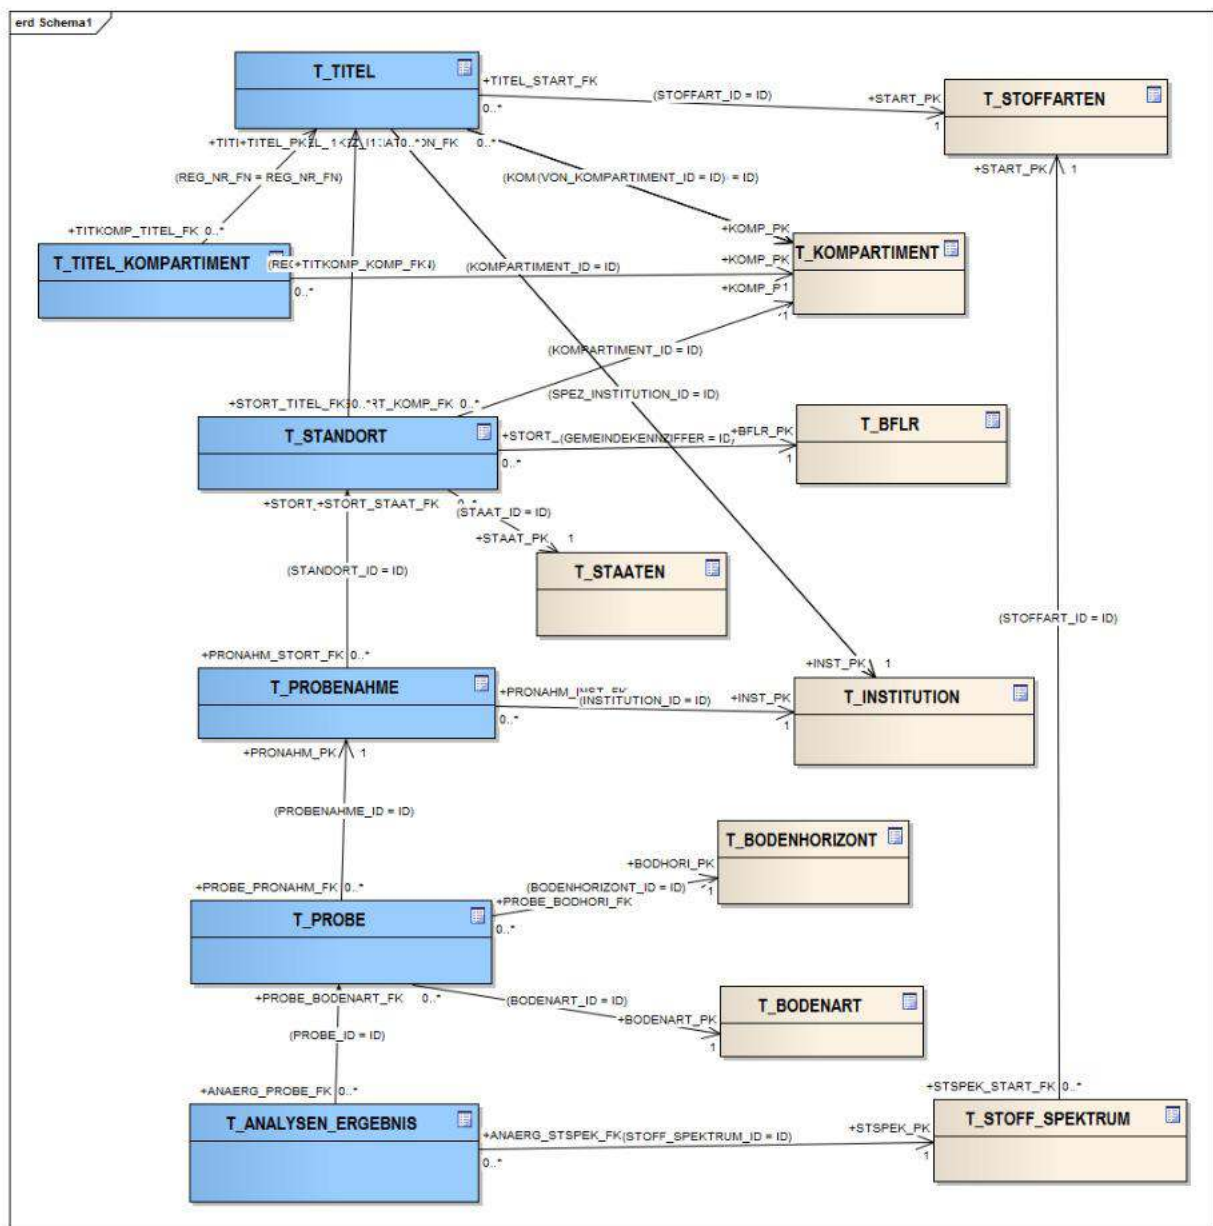 erd Schema1
T_TITEL
+TITEL_START_FK
0..*
(STOFFART_ID = ID)
+START_PK
1
T_STOFFARTEN
+START_PK 1
0..*
(REG_NR_FN = REG_NR_FN)
(VON_KOMPARTIMENT_ID = ID)
= ID)
+KOMP_PK
+TITKOMP_TITEL_FK 0..*
T_TITEL_KOMPARTIMENT
+TITKOMP_KOMP_FK
0..*
(KOMPARTIMENT_ID = ID)
+KOMP_PK
1
T_KOMPARTIMENT
1
(KOMPARTIMENT_ID = ID)
(SPEZ_INSTITUTION_ID = ID)
+STORT_TITEL_FK
0..*
T_STANDORT
0..*
(GEMEINDEKENNZIFFER = ID)
+BFLR_PK
1
T_BFLR
+STORT_STAAT_FK
(STAAT_ID = ID)
+STAAT_PK 1
T_STAATEN
(STANDORT_ID = ID)
(STOFFART_ID = ID)
+PRONAHM_STORT_FK 0..*
+INST_PK 1
T_PROBENAHME
+PRONAHM_INST_FK
0..*
(INSTITUTION_ID = ID)
+INST_PK
1
T_INSTITUTION
+PRONAHM_PK 1
(PROBENAHME_ID = ID)
T_BODENHORIZONT
+BODHORI_PK
1
+PROBE_PRONAHM_FK 0..*
(BODENHORIZONT_ID = ID)
+PROBE_BODHORI_FK
0..*
T_PROBE
+PROBE_BODENART_FK 0..*
(BODENART_ID = ID)
+BODENART_PK
1
T_BODENART
(PROBE_ID = ID)
+ANAERG_PROBE_FK 0..*
+STSPEK_START_FK 0..*
T_ANALYSEN_ERGEBNIS
+ANAERG_STSPEK_FK
0..*
(STOFF_SPEKTRUM_ID = ID)
+STSPEK_PK
1
T_STOFF_SPEKTRUM